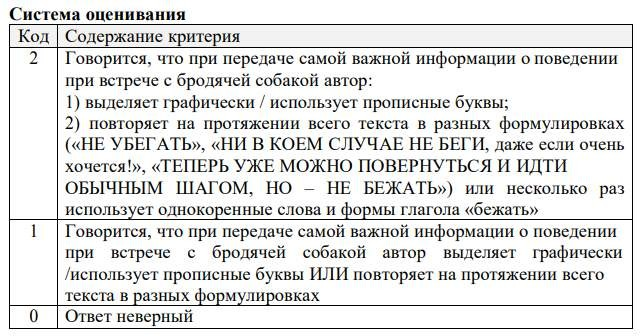 Система оценивания
Код Содержание критерия
2 Говорится, что при передаче самой важной информации о поведении
при встрече с бродячей собакой автор:
1) выделяет графически / использует прописные буквы;
2) повторяет на протяжении всего текста в разных формулировках
(«НЕ УБЕГАТЬ», «НИ В КОЕМ СЛУЧАЕ НЕ БЕГИ, даже если очень
хочется!», «ТЕПЕРЬ УЖЕ МОЖНО ПОВЕРНУТЬСЯ И ИДТИ
ОБЫЧНЫМ ШАГОМ, НО – НЕ БЕЖАТЬ») или несколько раз
использует однокоренные слова и формы глагола «бежать»
1 Говорится, что при передаче самой важной информации о поведении
при встрече с бродячей собакой автор выделяет графически
/использует прописные буквы ИЛИ повторяет на протяжении всего
текста в разных формулировках
0 Ответ неверный